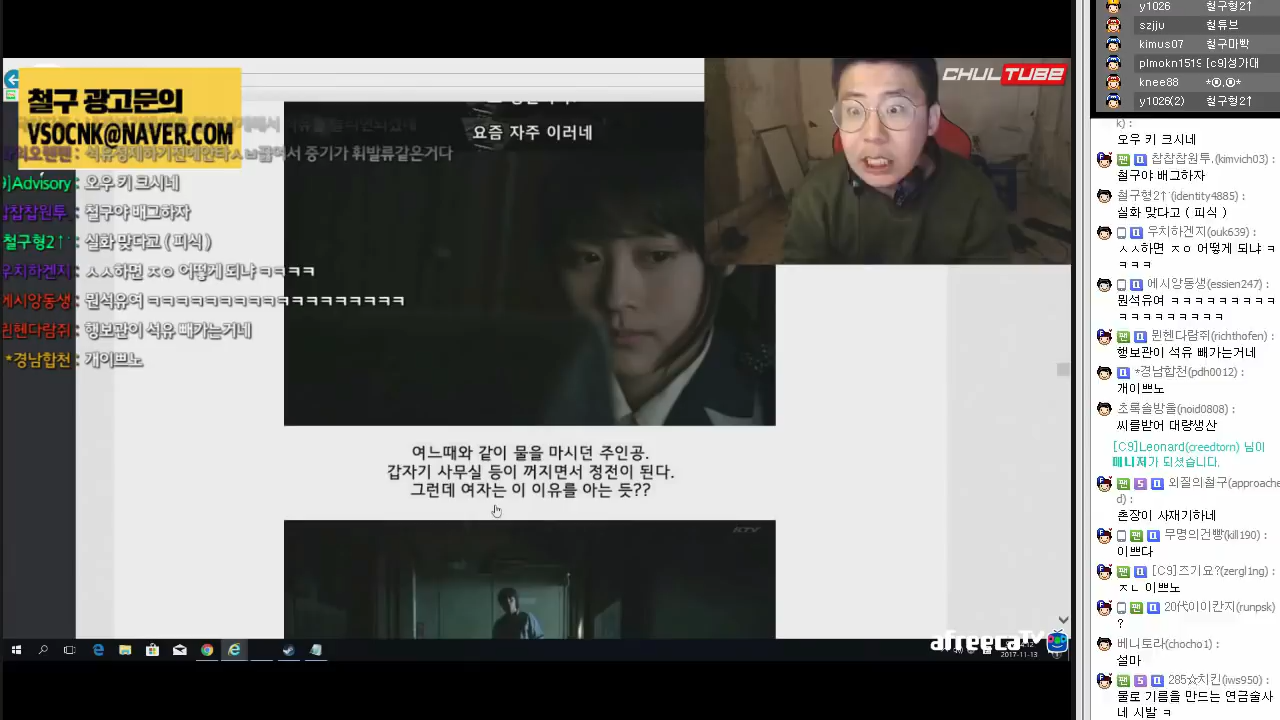 철구 광고문의
VSOCNK@NAVER.COM
CHULTUBE
요즘 자주 이러네
석유정제하기전에안타ㅅㅂ끓여서 중기가 휘발류같은거다
Advisory : 오우 키 크시네
찹찹원투 : 철구야 배그하자
철구형2↑ : 실화 맞다고 ( 피식 )
우치하겐지 : ㅅㅅ하면 ㅈㅇ 어떻게 되냐 ㅋㅋㅋㅋ
에시앙동생 : 뭔석유여 ㅋㅋㅋㅋㅋㅋㅋㅋㅋㅋㅋㅋㅋㅋㅋㅋㅋㅋ
뮌헨다람쥐 : 행보관이 석유 빼가는거네
*경남합천 : 개이쁘노
여느때와 같이 물을 마시던 주인공.
갑자기 사무실 등이 꺼지면서 정전이 된다.
그런데 여자는 이 이유를 아는 듯??
KTV
afreecaTV
2017-11-13
y1026 철구형2↑
szjju 철튜브
kimus07 철구마빡
plmokn1519 [c9]성가대
knee88
y1026(2) 철구형2↑
k) :
오우 키 크시네
팬 찹찹찹원투.(kimvich03) :
철구야 배그하자
철구형2↑(identity4885) :
실화 맞다고 ( 피식 )
우치하겐지(ouk639) :
ㅅㅅ하면 ㅈㅇ 어떻게 되냐 ㅋ
ㅋㅋㅋ
에시앙동생(essien247) :
뭔석유여 ㅋㅋㅋㅋㅋㅋㅋㅋㅋ
ㅋㅋㅋㅋㅋㅋㅋㅋㅋ
팬 뮌헨다람쥐(richthofen) :
행보관이 석유 빼가는거네
*경남합천(pdh0012) :
개이쁘노
초록솔방울(noid0808) :
씨를받어 대량생산
[C9]Leonard(creedtorn) 님이
매니저가 되셨습니다.
팬 S 외질의철구(approache
d) :
촌장이 사재기하네
팬 무명의건빵(kill190) :
이쁘다
팬 [C9]즈기요?(zergl1ng) :
ㅈㄴ 이쁘노
팬 20代이이칸지(runpsk) :
?
베니토라(chocho1) :
설마
팬 S 285☆치킨(iws950) :
물로 기름을 만드는 연금술사
네 시발 ㅋ